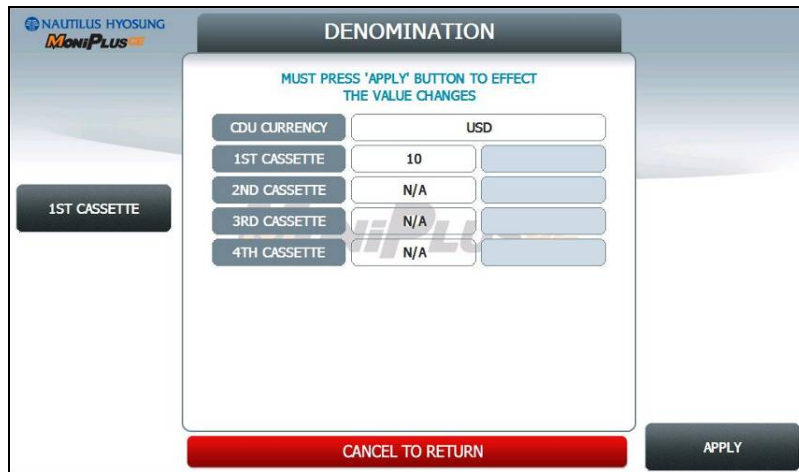 NAUTILUS HYOSUNG
MONIPLUS CE
DENOMINATION
MUST PRESS 'APPLY' BUTTON TO EFFECT
THE VALUE CHANGES
CDU CURRENCY USD
1ST CASSETTE 10
2ND CASSETTE N/A
3RD CASSETTE N/A
4TH CASSETTE N/A
1ST CASSETTE
CANCEL TO RETURN
APPLY